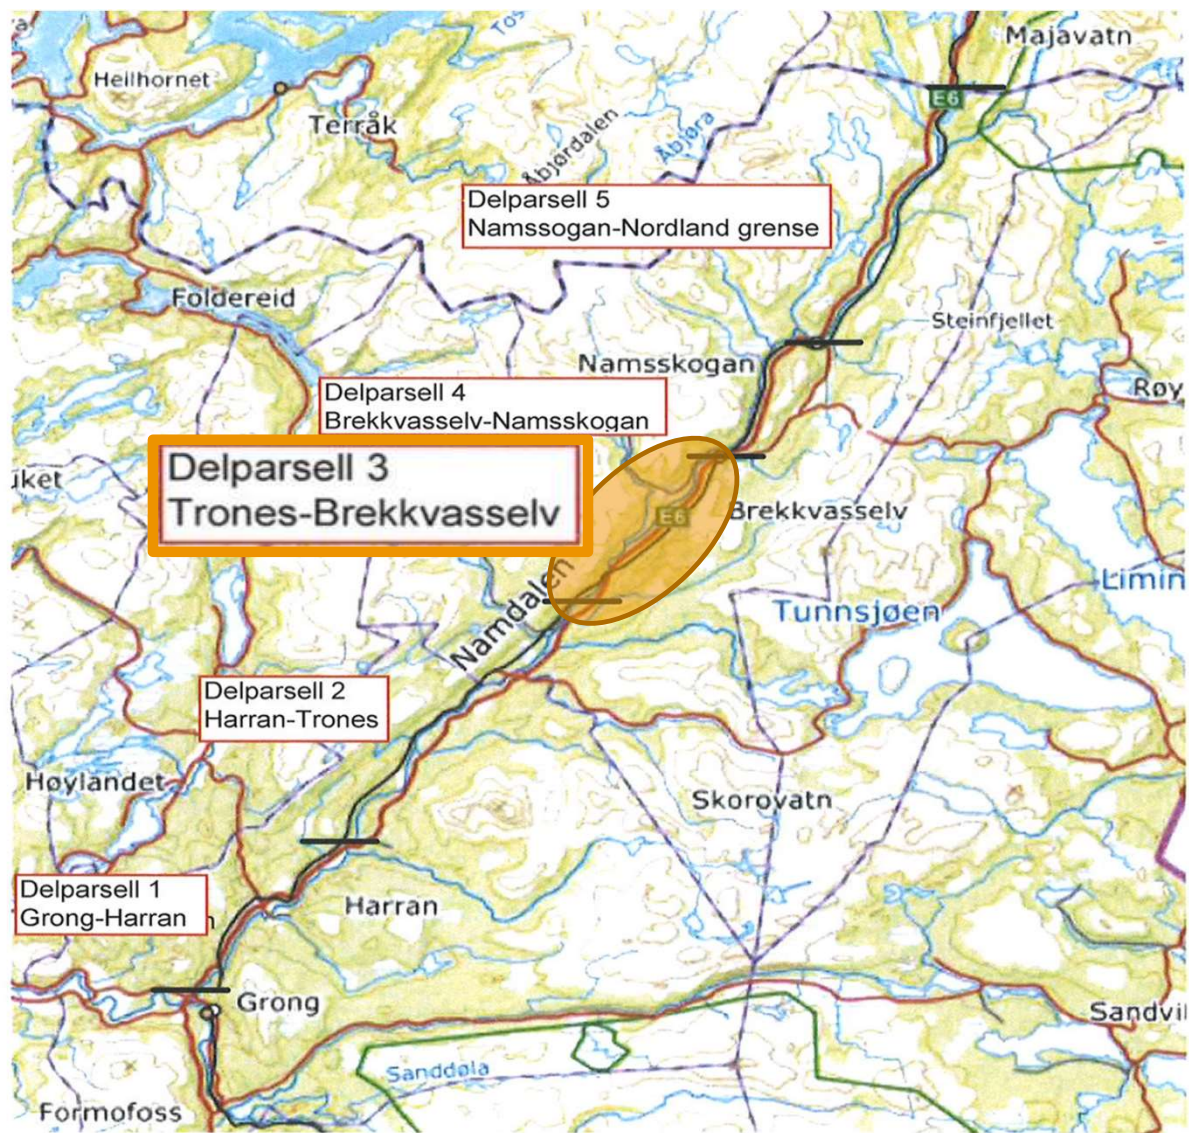 Majavatn
Heilhornet
E6
Terråk
Åbjørdalen
Åbjøra
Delparsell 5
Namssogan-Nordland grense
Foldereid
Steinfjellet
Namsskogan
Delparsell 4
Brekkvasselv-Namsskogan
Røy
Delparsell 3
Trones-Brekkvasselv
uket
E6
Brekkvasselv
Namdalen
Limin
Tunnsjøen
Delparsell 2
Harran-Trones
Høylandet
Skorovatn
Delparsell 1
Grong-Harran
Harran
Grong
Sandvi
Sanddøla
Formofoss